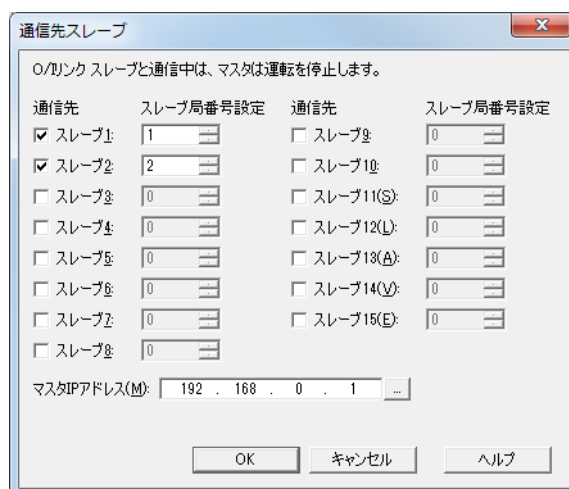 通信先スレーブ
O/Iリンク スレーブと通信中は、マスタは運転を停止します。
通信先 スレーブ局番号設定 通信先 スレーブ局番号設定
スレーブ1: 1 スレーブ9: 0
スレーブ2: 2 スレーブ10: 0
スレーブ3: 0 スレーブ11(S): 0
スレーブ4: 0 スレーブ12(L): 0
スレーブ5: 0 スレーブ13(A): 0
スレーブ6: 0 スレーブ14(V): 0
スレーブ7: 0 スレーブ15(E): 0
スレーブ8: 0
マスタIPアドレス(M): 192 . 168 . 0 . 1 ...
OK キャンセル ヘルプ